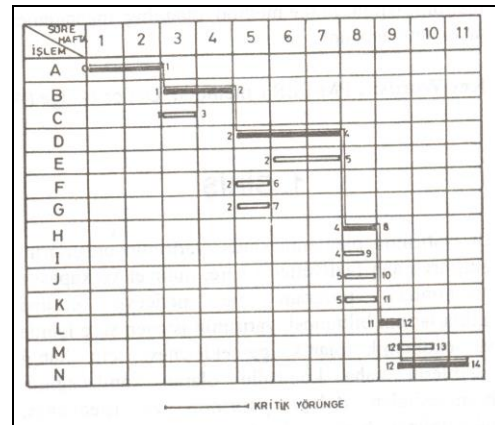 SÜRE
HAFTA 1 2 3 4 5 6 7 8 9 10 11
İŞLEM
A 0 1
B 1 2
C 1 3
D 2 4
E 2 5
F 2 6
G 2 7
H 4 8
I 4 9
J 5 10
K 5 11
L 11 12
M 12 13
N 12 14
KRİTİK YÖRÜNGE